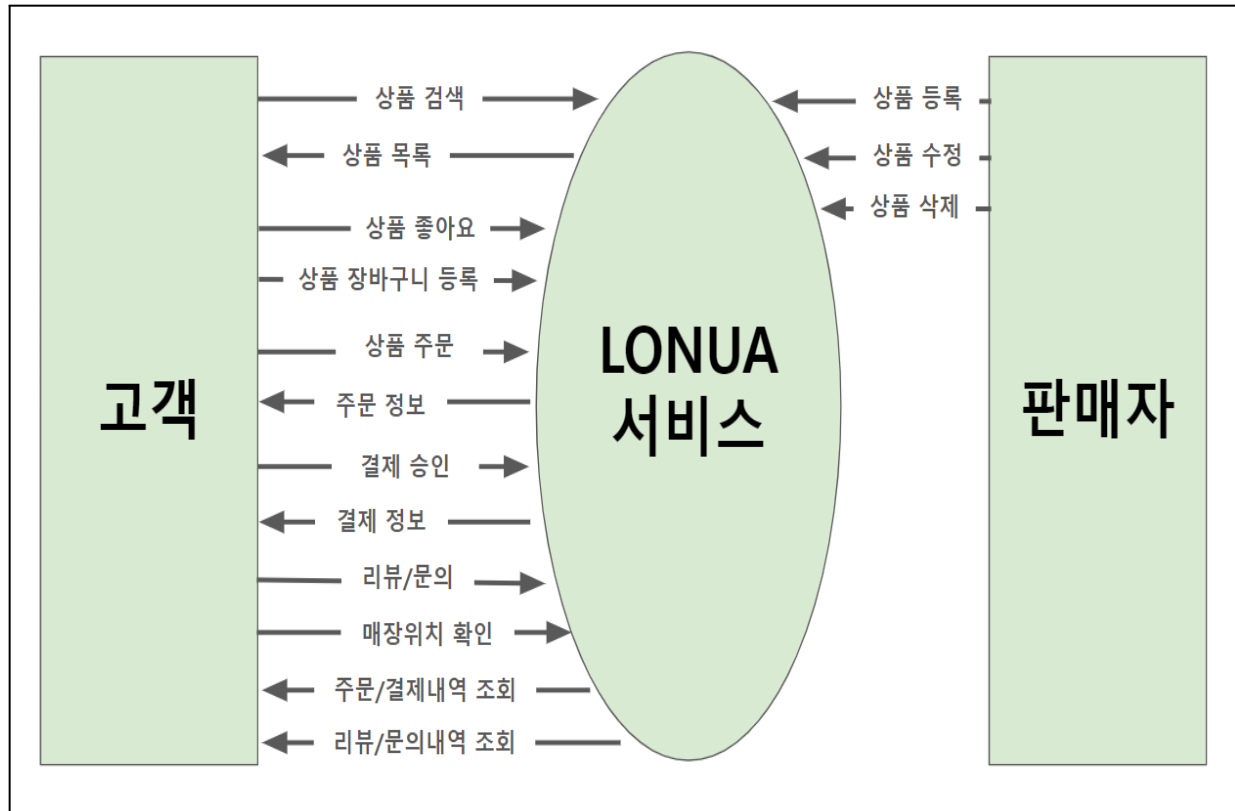 상품 검색
상품 목록
상품 좋아요
상품 장바구니 등록
상품 주문
주문 정보
결제 승인
결제 정보
리뷰/문의
매장위치 확인
주문/결제내역 조회
리뷰/문의내역 조회
고객
LONUA
서비스
상품 등록
상품 수정
상품 삭제
판매자